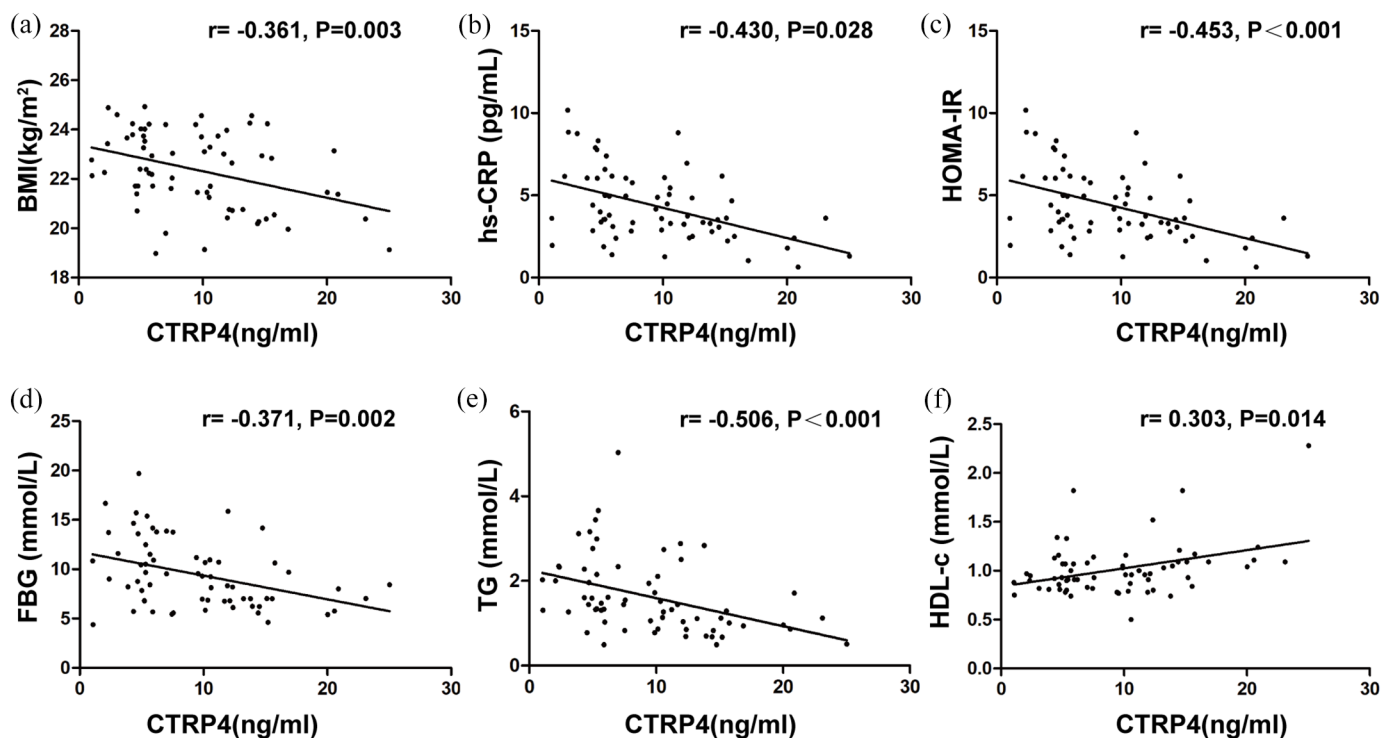 (a)
r= -0.361, P=0.003
BMI(kg/m²)
28
26
24
22
20
18
0
10
20
30
CTRP4(ng/ml)
(b)
r= -0.430, P=0.028
hs-CRP (pg/mL)
15
10
5
0
0
10
20
30
CTRP4(ng/ml)
(c)
r= -0.453, P<0.001
HOMA-IR
15
10
5
0
0
10
20
30
CTRP4(ng/ml)
(d)
r= -0.371, P=0.002
FBG (mmol/L)
25
20
15
10
5
0
0
10
20
30
CTRP4(ng/ml)
(e)
r= -0.506, P<0.001
TG (mmol/L)
6
4
2
0
0
10
20
30
CTRP4(ng/ml)
(f)
r= 0.303, P=0.014
HDL-c (mmol/L)
2.5
2.0
1.5
1.0
0.5
0.0
0
10
20
30
CTRP4(ng/ml)